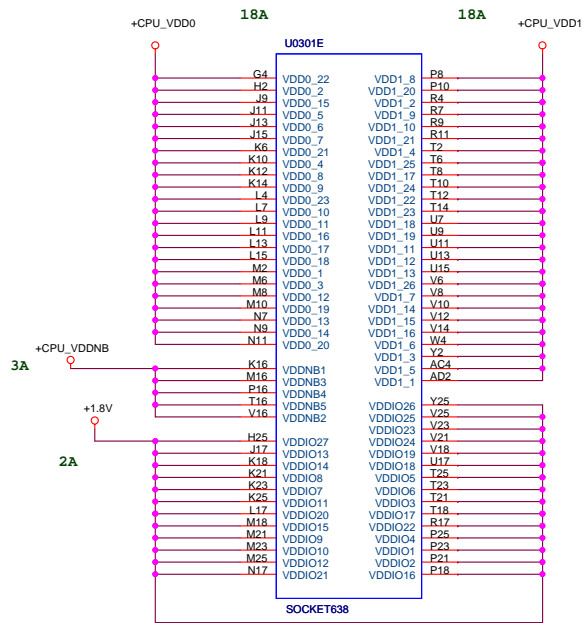 18A 18A
+CPU_VDD0 +CPU_VDD1
U0301E
G4 VDD0_22 VDD1_8 P8
H2 VDD0_2 VDD1_20 P10
J9 VDD0_15 VDD1_2 R4
J11 VDD0_5 VDD1_9 R7
J13 VDD0_6 VDD1_10 R9
J15 VDD0_7 VDD1_21 R11
K6 VDD0_21 VDD1_4 T2
K10 VDD0_4 VDD1_25 T6
K12 VDD0_8 VDD1_17 T8
K14 VDD0_9 VDD1_24 T10
L4 VDD0_23 VDD1_22 T12
L7 VDD0_10 VDD1_23 T14
L9 VDD0_11 VDD1_18 U7
L11 VDD0_16 VDD1_19 U9
L13 VDD0_17 VDD1_11 U11
L15 VDD0_18 VDD1_12 U13
M2 VDD0_1 VDD1_13 U15
M6 VDD0_3 VDD1_26 V6
M8 VDD0_12 VDD1_7 V8
M10 VDD0_19 VDD1_14 V10
N7 VDD0_13 VDD1_15 V12
N9 VDD0_14 VDD1_16 V14
N11 VDD0_20 VDD1_6 W4
+CPU_VDDNB VDD1_3 Y2
3A K16 VDDNB1 VDD1_5 AC4
M16 VDDNB3 VDD1_1 AD2
P16 VDDNB4
T16 VDDNB5 VDDIO26 Y25
+1.8V V16 VDDNB2 VDDIO25 V25
VDDIO23 V23
H25 VDDIO27 VDDIO24 V21
J17 VDDIO13 VDDIO19 V18
2A K18 VDDIO14 VDDIO18 U17
K21 VDDIO8 VDDIO5 T25
K23 VDDIO7 VDDIO6 T23
K25 VDDIO11 VDDIO3 T21
L17 VDDIO20 VDDIO17 T18
M18 VDDIO15 VDDIO22 R17
M21 VDDIO9 VDDIO4 P25
M23 VDDIO10 VDDIO1 P23
M25 VDDIO12 VDDIO2 P21
N17 VDDIO21 VDDIO16 P18
SOCKET638